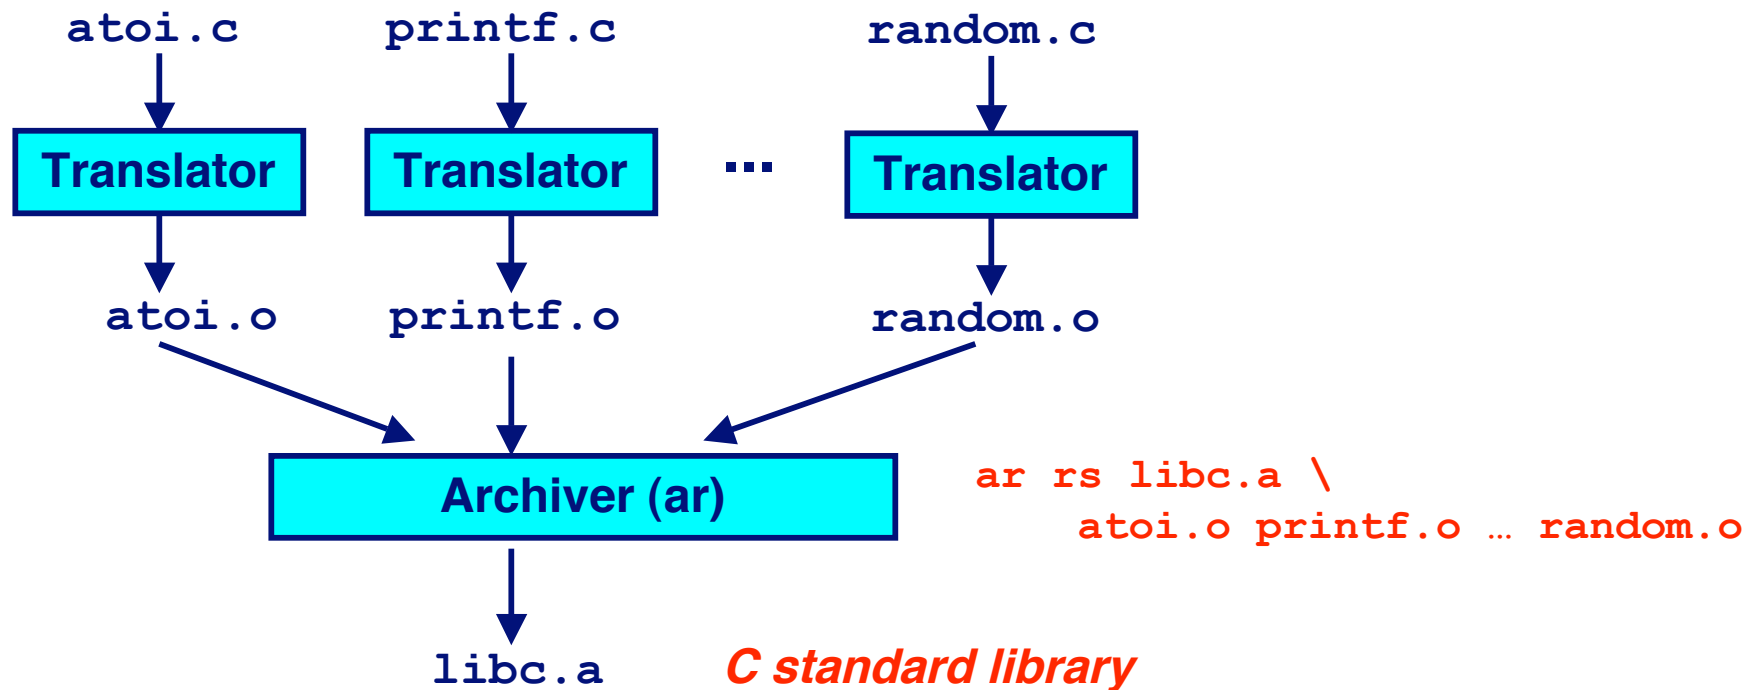 atoi.c printf.c random.c
Translator Translator ... Translator
atoi.o printf.o random.o
Archiver (ar)
ar rs libc.a \
atoi.o printf.o … random.o
libc.a C standard library